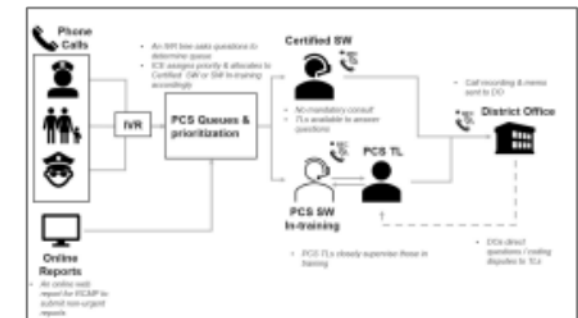 Phone
Calls
IVR
Online
Reports
• An online web
report for RCMP to
submit non-urgent
reports
• An IVR tree asks questions to
determine queue
• ICE assigns priority & allocates to
Certified SW or SW In-training
accordingly
PCS Queues &
prioritization
Certified SW
• No mandatory consult
• TLs available to answer
questions
PCS SW
In-training
PCS TL
• PCS TLs closely supervise those in
training
• Call recording & memo
sent to DO
District Office
• DOs direct
questions / coding
disputes to TLs